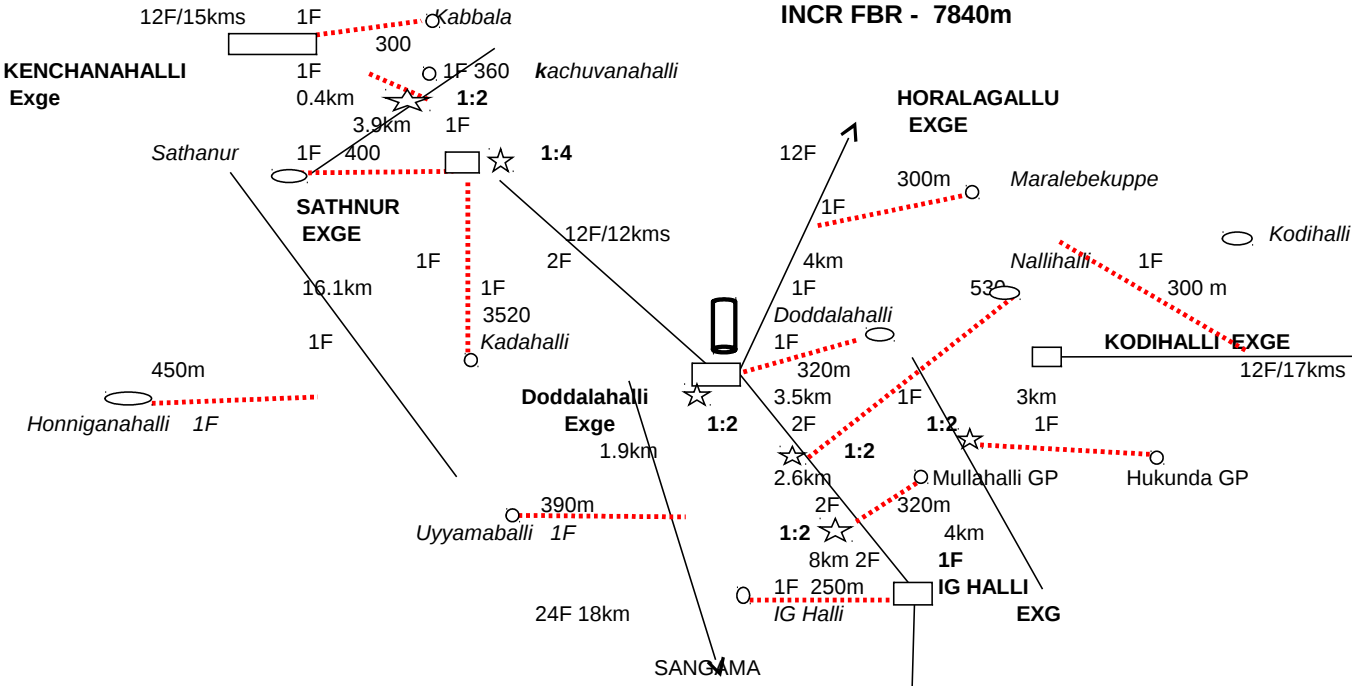 12F/15kms 1F Kabbala INCR FBR - 7840m
300
KENCHANAHALLI 1F 1F 360 kachuvanahalli
Exge 0.4km 1:2 HORALAGALLU
3.9km 1F EXGE
Sathanur 1F 400 1:4 12F
300m Maralebekuppe
SATHNUR 1F
EXGE 12F/12kms Kodihalli
1F 2F 4km Nallihalli 1F
16.1km 1F 1F 530 300 m
3520 Doddalahalli
1F Kadahalli 1F KODIHALLI EXGE
450m 320m 12F/17kms
Doddalahalli 3.5km 1F 3km
Honniganahalli 1F Exge 1:2 2F 1:2 1F
1.9km 1:2
2.6km Mullahalli GP Hukunda GP
390m 2F 320m
Uyyamaballi 1F 1:2 4km
8km 2F 1F
1F 250m IG HALLI
24F 18km IG Halli EXG
SANGAMA